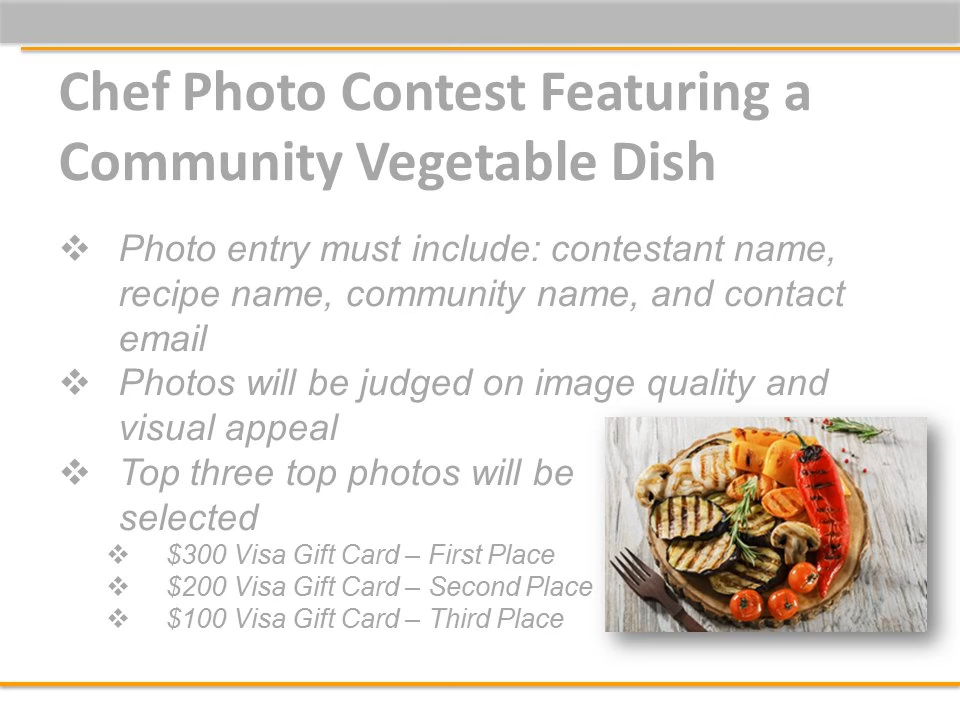 Chef Photo Contest Featuring a
Community Vegetable Dish
❖ Photo entry must include: contestant name,
recipe name, community name, and contact
email
❖ Photos will be judged on image quality and
visual appeal
❖ Top three top photos will be
selected
❖ $300 Visa Gift Card – First Place
❖ $200 Visa Gift Card – Second Place
❖ $100 Visa Gift Card – Third Place